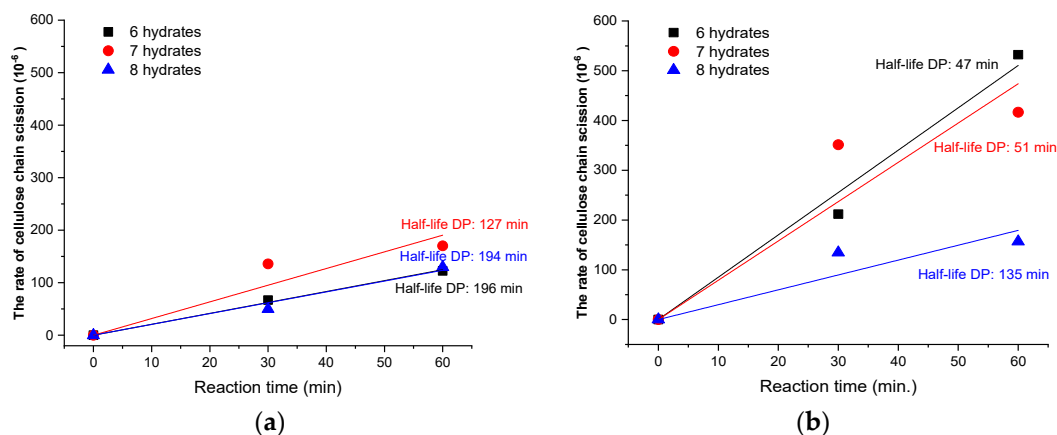 The rate of cellulose chain scission (10-6)
600
500
400
300
200
100
0
6 hydrates
7 hydrates
8 hydrates
Half-life DP: 127 min
Half-life DP: 194 min
Half-life DP: 196 min
0 10 20 30 40 50 60
Reaction time (min)
(a)
The rate of cellulose chain scission (10-6)
600
500
400
300
200
100
0
6 hydrates
7 hydrates
8 hydrates
Half-life DP: 47 min
Half-life DP: 51 min
Half-life DP: 135 min
0 10 20 30 40 50 60
Reaction time (min.)
(b)